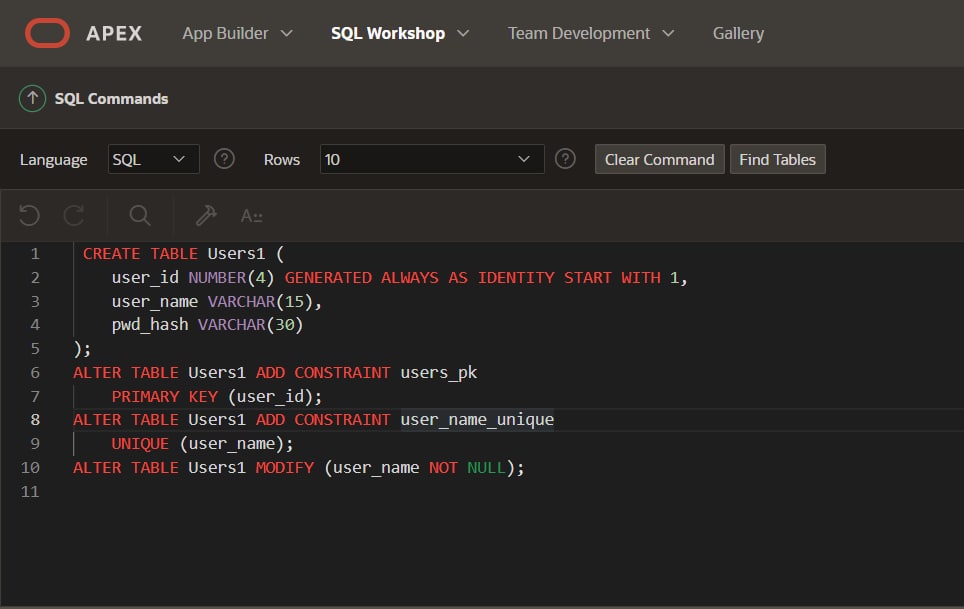 APEX App Builder SQL Workshop Team Development Gallery
SQL Commands
Language SQL ? Rows 10 ? Clear Command Find Tables
A
1 CREATE TABLE Users1 (
2 user_id NUMBER(4) GENERATED ALWAYS AS IDENTITY START WITH 1,
3 user_name VARCHAR(15),
4 pwd_hash VARCHAR(30)
5 );
6 ALTER TABLE Users1 ADD CONSTRAINT users_pk
7 PRIMARY KEY (user_id);
8 ALTER TABLE Users1 ADD CONSTRAINT user_name_unique
9 UNIQUE (user_name);
10 ALTER TABLE Users1 MODIFY (user_name NOT NULL);
11